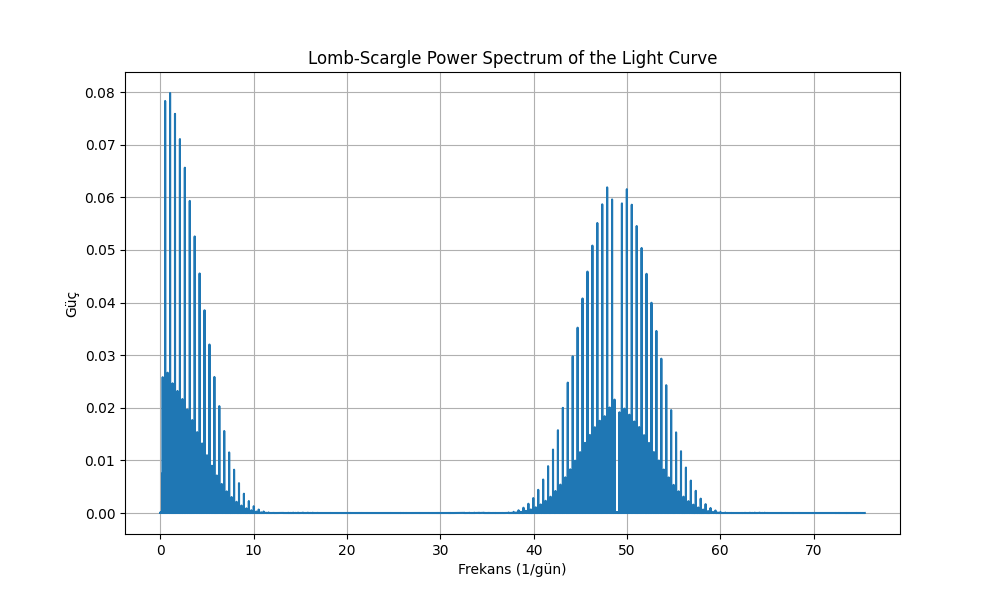 Lomb-Scargle Power Spectrum of the Light Curve
0.08
0.07
0.06
0.05
0.04
0.03
0.02
0.01
0.00
Güç
0 10 20 30 40 50 60 70
Frekans (1/gün)